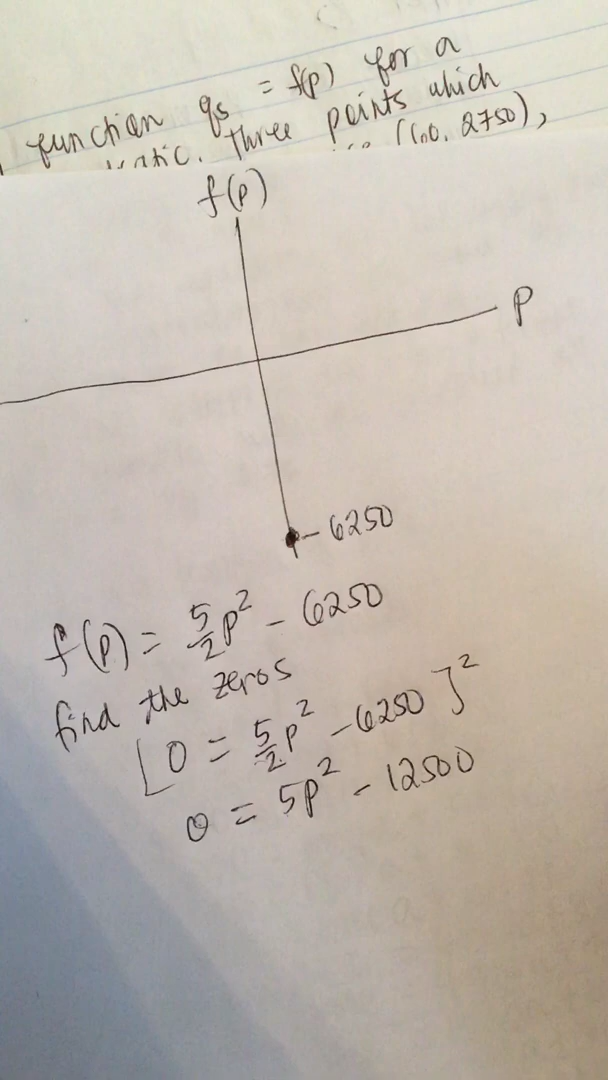 function qs = f(p) for a
three points which
(60, 2750),
f(p)
P
-6250
f(p) = 5/2 p² - 6250
find the zeros
[0 = 5/2 p² - 6250]²
0 = 5p² - 12500